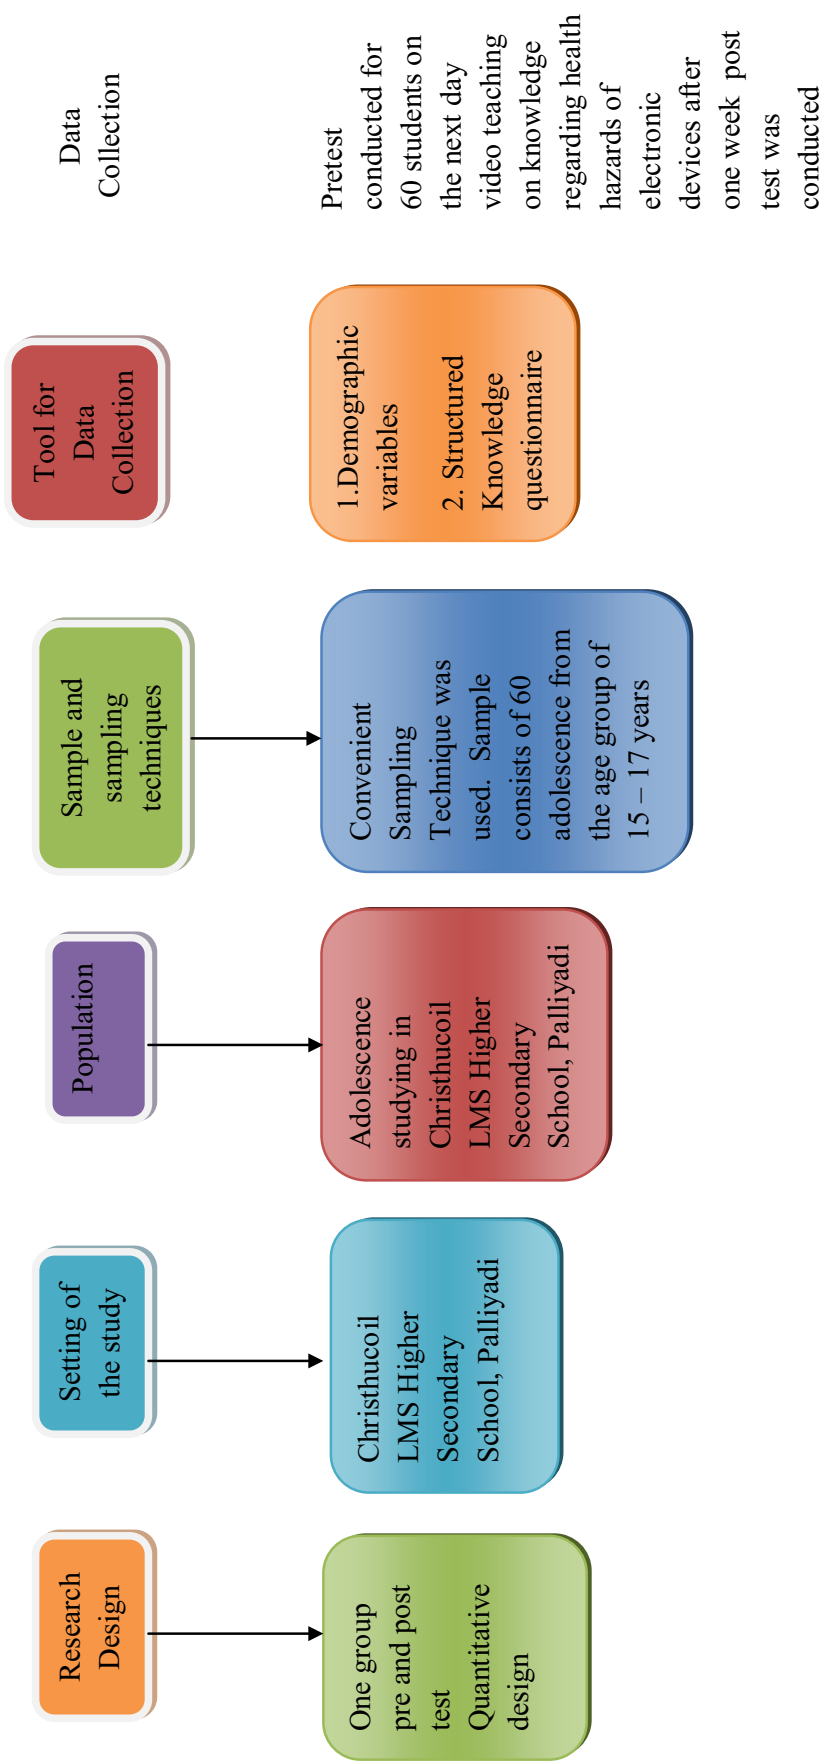 Research
Design
One group
pre and post
test
Quantitative
design
Setting of
the study
Christhucoil
LMS Higher
Secondary
School, Palliyadi
Population
Adolescence
studying in
Christhucoil
LMS Higher
Secondary
School, Palliyadi
Sample and
sampling
techniques
Convenient
Sampling
Technique was
used. Sample
consists of 60
adolescence from
the age group of
15 – 17 years
Tool for
Data
Collection
1.Demographic
variables
2. Structured
Knowledge
questionnaire
Data
Collection
Pretest
conducted for
60 students on
the next day
video teaching
on knowledge
regarding health
hazards of
electronic
devices after
one week post
test was
conducted